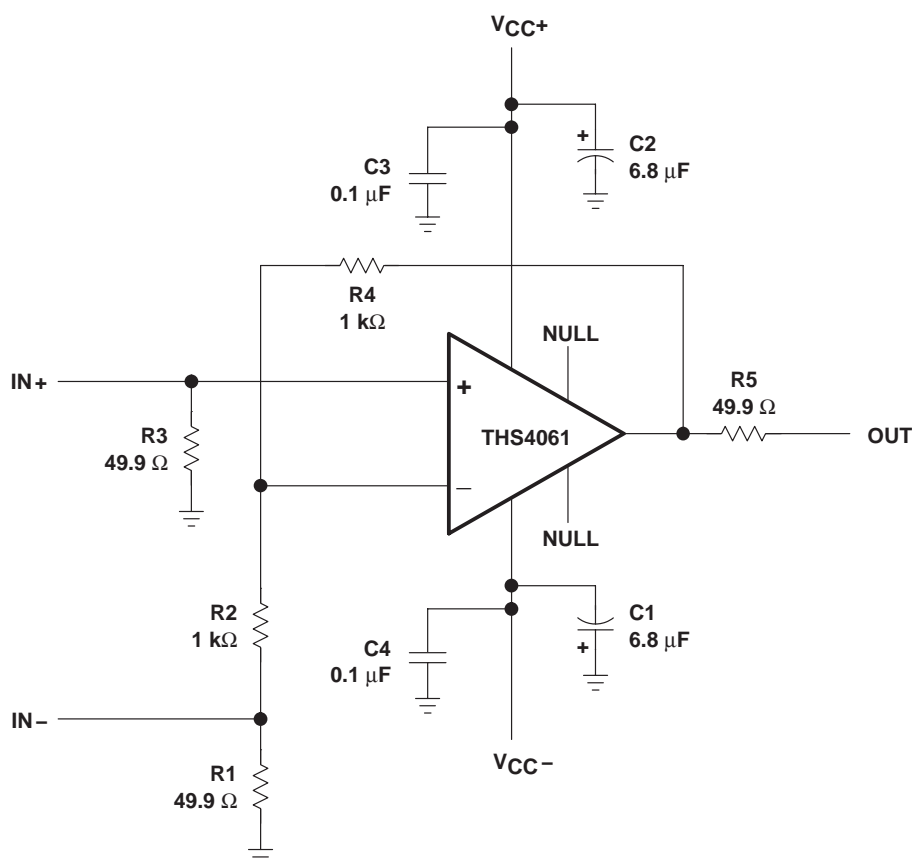 VCC+
C3
0.1 μF
+
C2
6.8 μF
R4
1 kΩ
NULL
IN+
+
R5
49.9 Ω
R3
49.9 Ω
THS4061
OUT
−
NULL
R2
1 kΩ
C4
0.1 μF
+
C1
6.8 μF
IN−
VCC−
R1
49.9 Ω